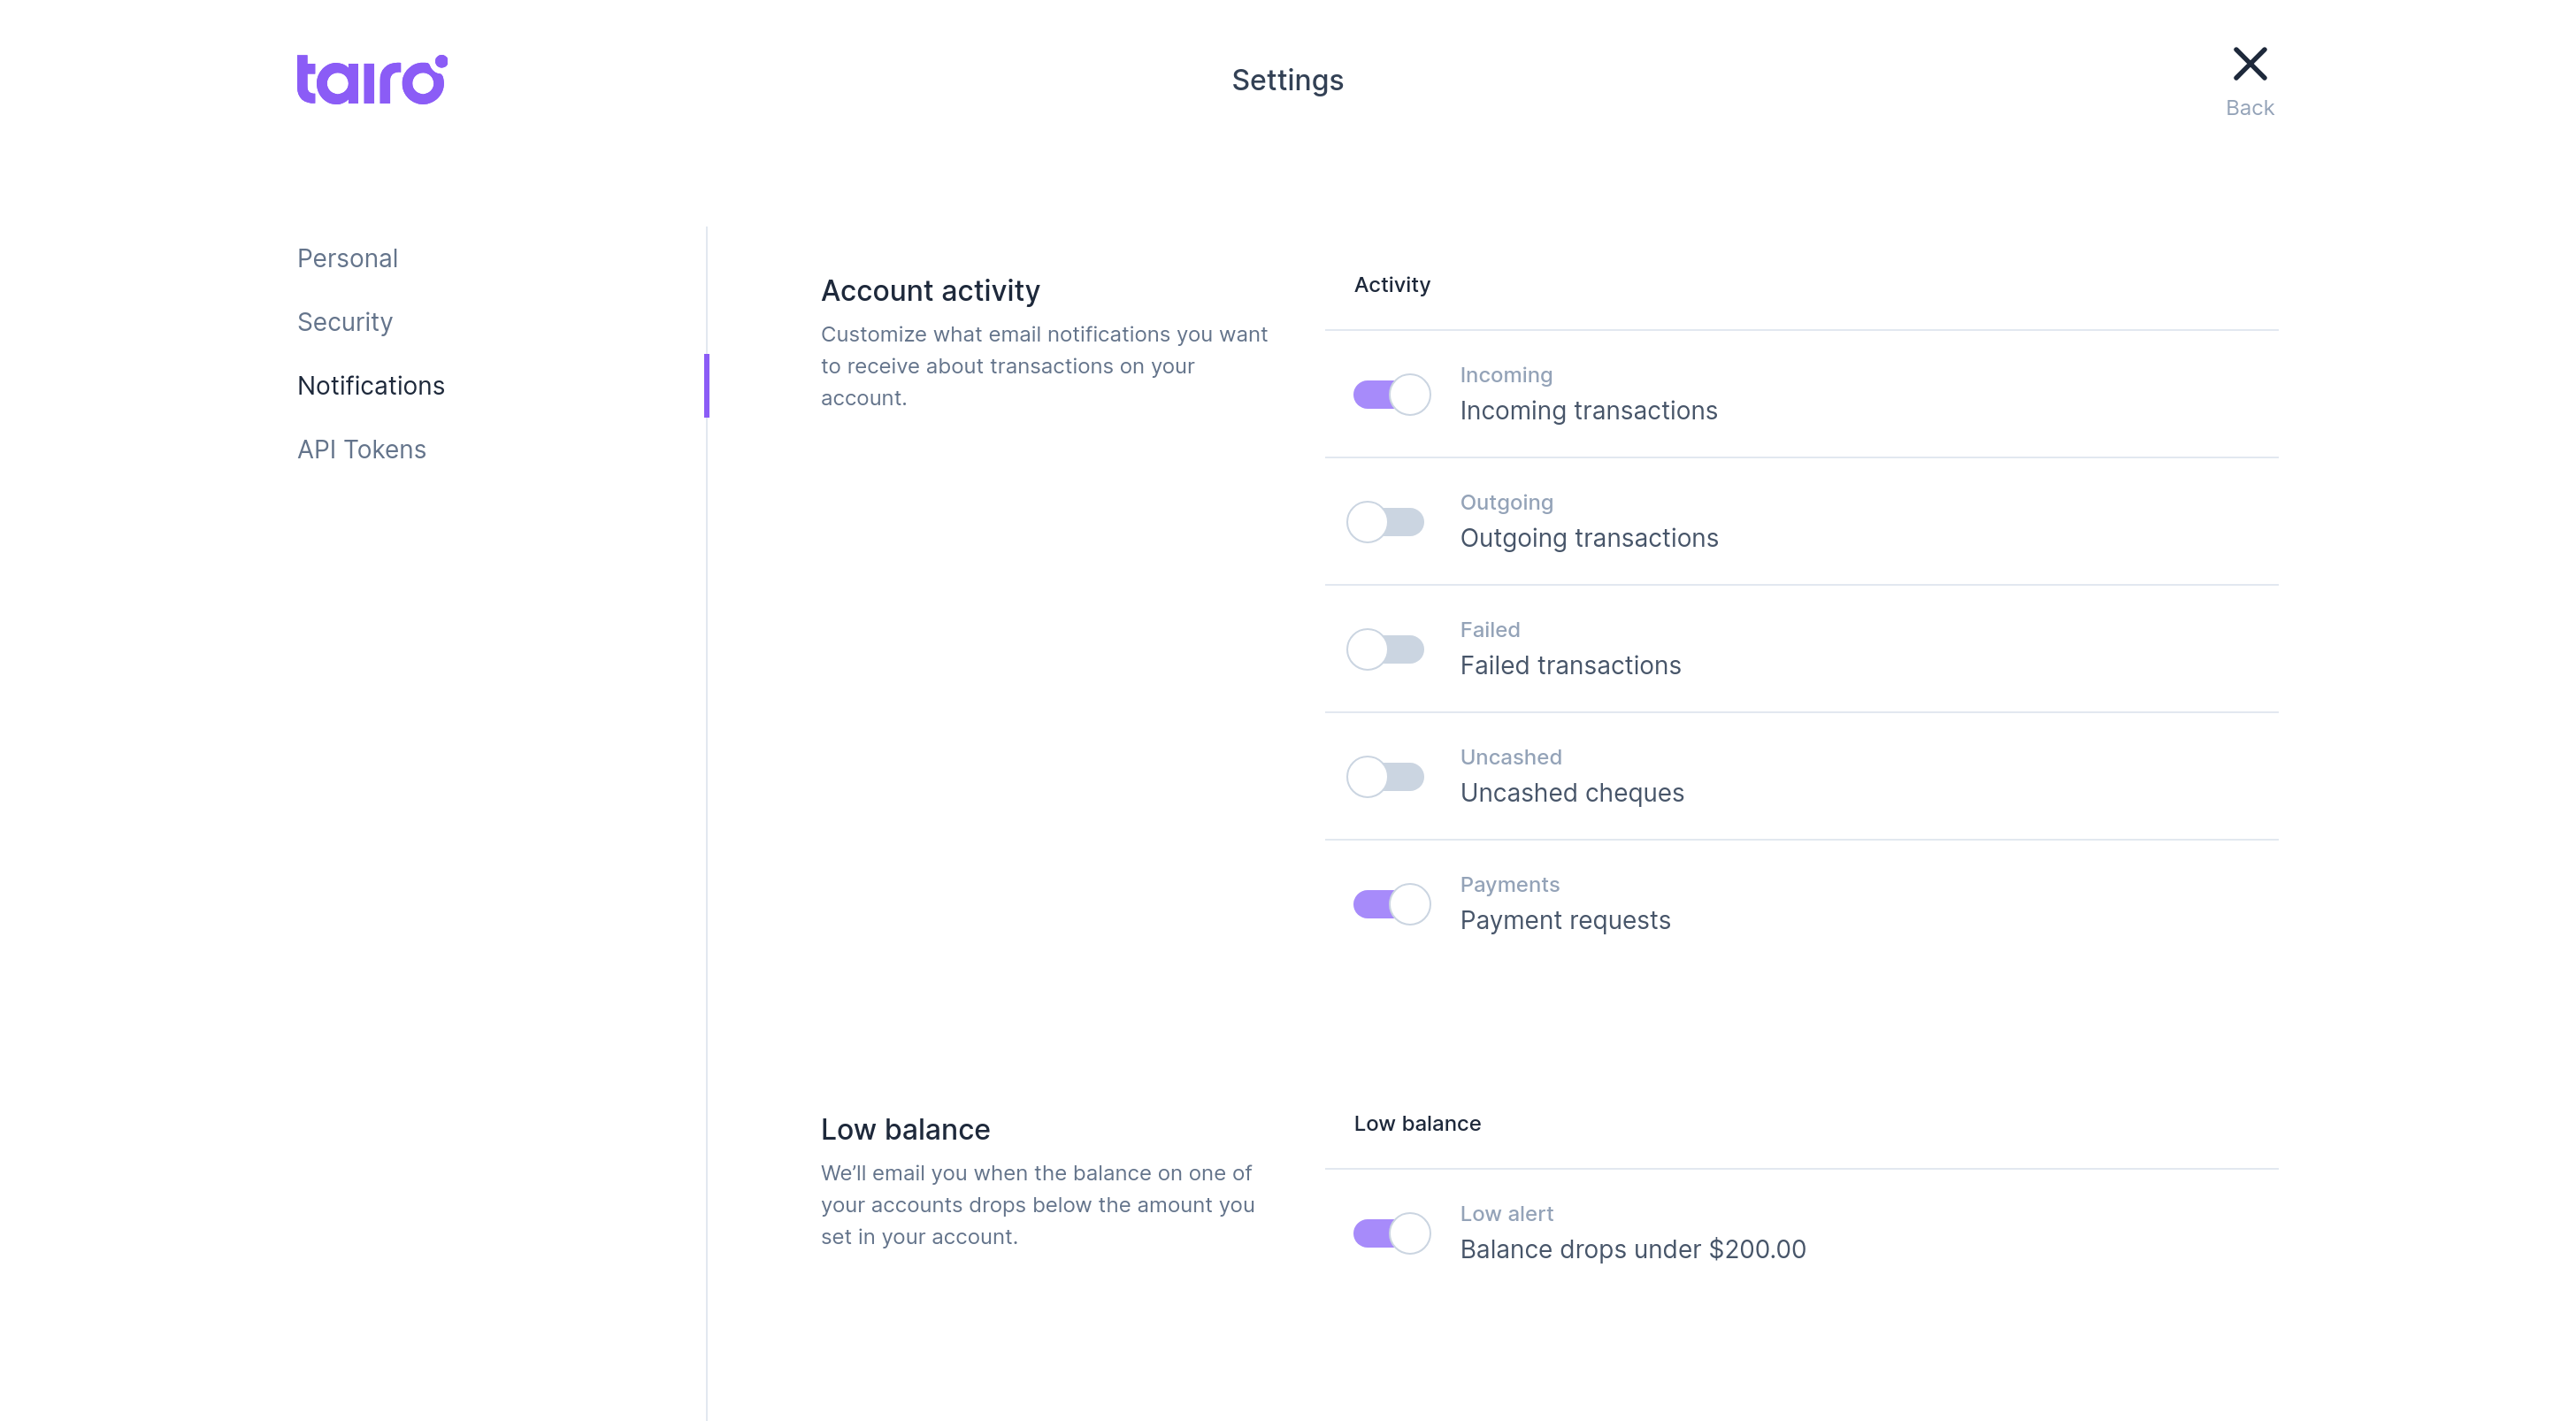 tairo
Settings
Back
Personal
Security
Notifications
API Tokens
Account activity
Customize what email notifications you want
to receive about transactions on your
account.
Activity
Incoming
Incoming transactions
Outgoing
Outgoing transactions
Failed
Failed transactions
Uncashed
Uncashed cheques
Payments
Payment requests
Low balance
We’ll email you when the balance on one of
your accounts drops below the amount you
set in your account.
Low balance
Low alert
Balance drops under $200.00